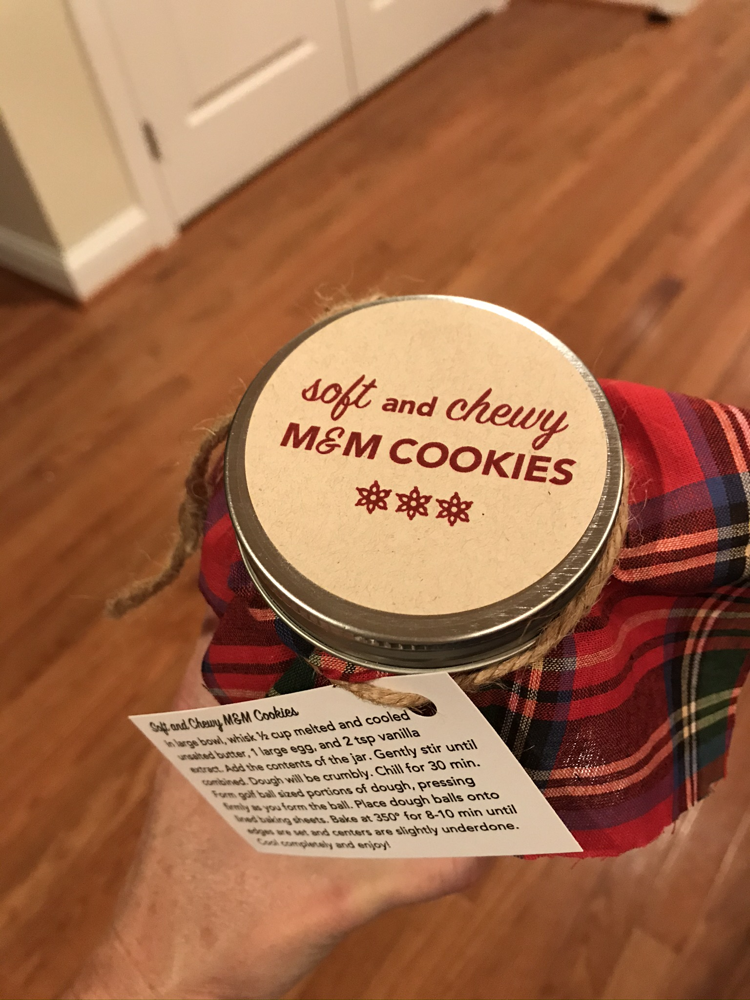 soft and chewy
M&M COOKIES
Soft and Chewy M&M Cookies
In large bowl, whisk ½ cup melted and cooled
unsalted butter, 1 large egg, and 2 tsp vanilla
extract. Add the contents of the jar. Gently stir until
combined. Dough will be crumbly. Chill for 30 min.
Form golf ball sized portions of dough, pressing
firmly as you form the ball. Place dough balls onto
lined baking sheets. Bake at 350° for 8-10 min until
edges are set and centers are slightly underdone.
Cool completely and enjoy!